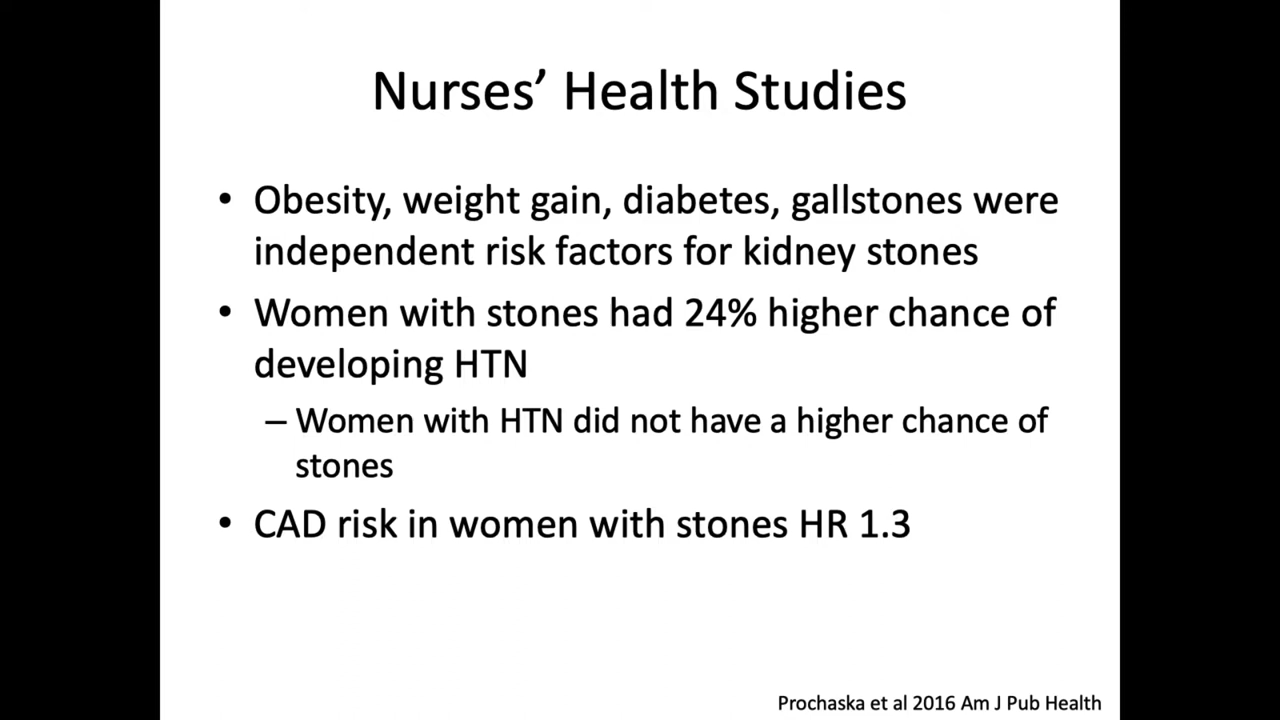 Nurses’ Health Studies
• Obesity, weight gain, diabetes, gallstones were
independent risk factors for kidney stones
• Women with stones had 24% higher chance of
developing HTN
– Women with HTN did not have a higher chance of
stones
• CAD risk in women with stones HR 1.3
Prochaska et al 2016 Am J Pub Health